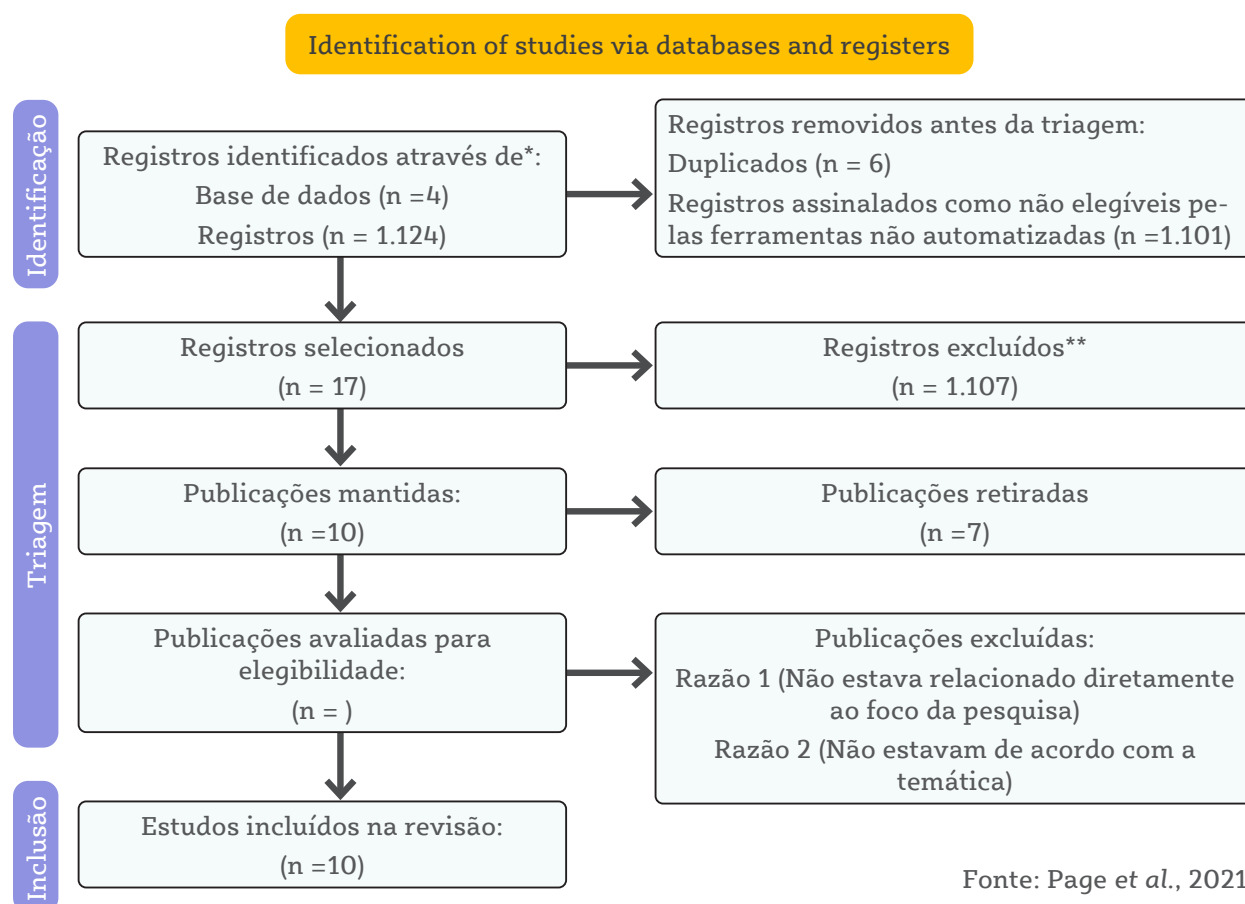 Identification of studies via databases and registers
Identificação
Registros identificados através de*:
Base de dados (n =4)
Registros (n = 1.124)
Registros removidos antes da triagem:
Duplicados (n = 6)
Registros assinalados como não elegíveis pe-
las ferramentas não automatizadas (n =1.101)
Triagem
Registros selecionados
(n = 17)
Registros excluídos**
(n = 1.107)
Publicações mantidas:
(n =10)
Publicações retiradas
(n =7)
Publicações avaliadas para
elegibilidade:
(n = )
Publicações excluídas:
Razão 1 (Não estava relacionado diretamente
ao foco da pesquisa)
Razão 2 (Não estavam de acordo com a
temática)
Inclusão
Estudos incluídos na revisão:
(n =10)
Fonte: Page et al., 2021